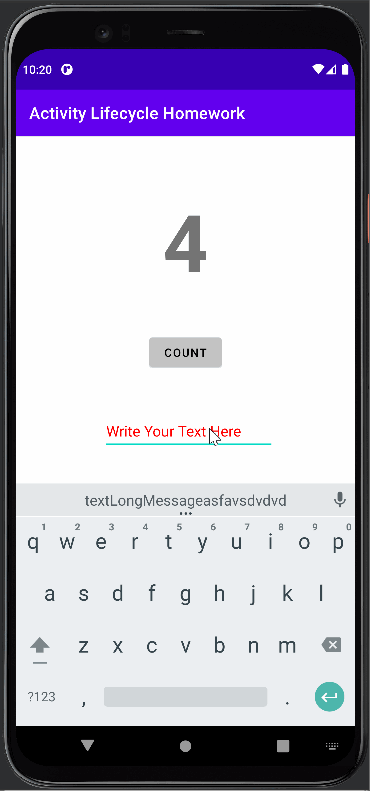 10:20
Activity Lifecycle Homework
4
COUNT
Write Your Text Here
textLongMessageasfavsdvdvd
1 2 3 4 5 6 7 8 9 0
q w e r t y u i o p
a s d f g h j k l
z x c v b n m
?123 , .